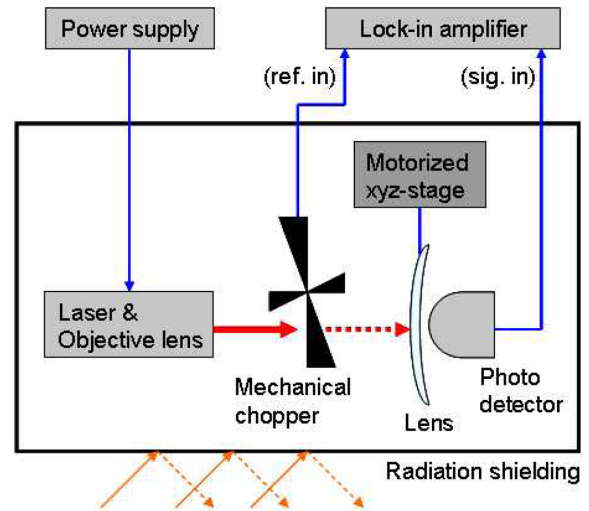 Power supply
Lock-in amplifier
(ref. in)
(sig. in)
Motorized
xyz-stage
Laser &
Objective lens
Mechanical
chopper
Lens
Photo
detector
Radiation shielding